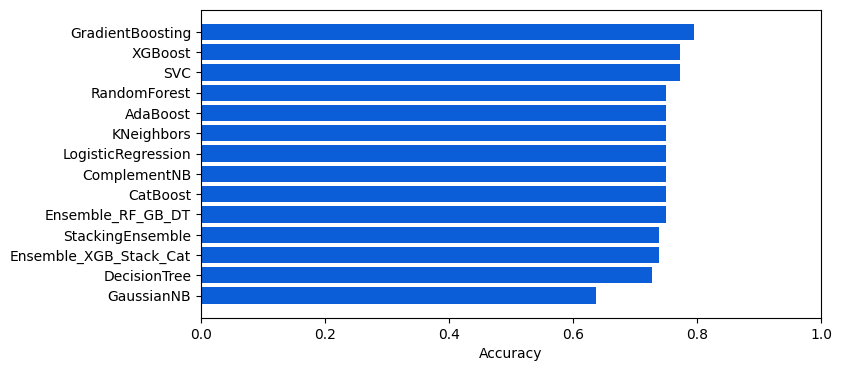 GradientBoosting
XGBoost
SVC
RandomForest
AdaBoost
KNeighbors
LogisticRegression
ComplementNB
CatBoost
Ensemble_RF_GB_DT
StackingEnsemble
Ensemble_XGB_Stack_Cat
DecisionTree
GaussianNB
0.0 0.2 0.4 0.6 0.8 1.0
Accuracy